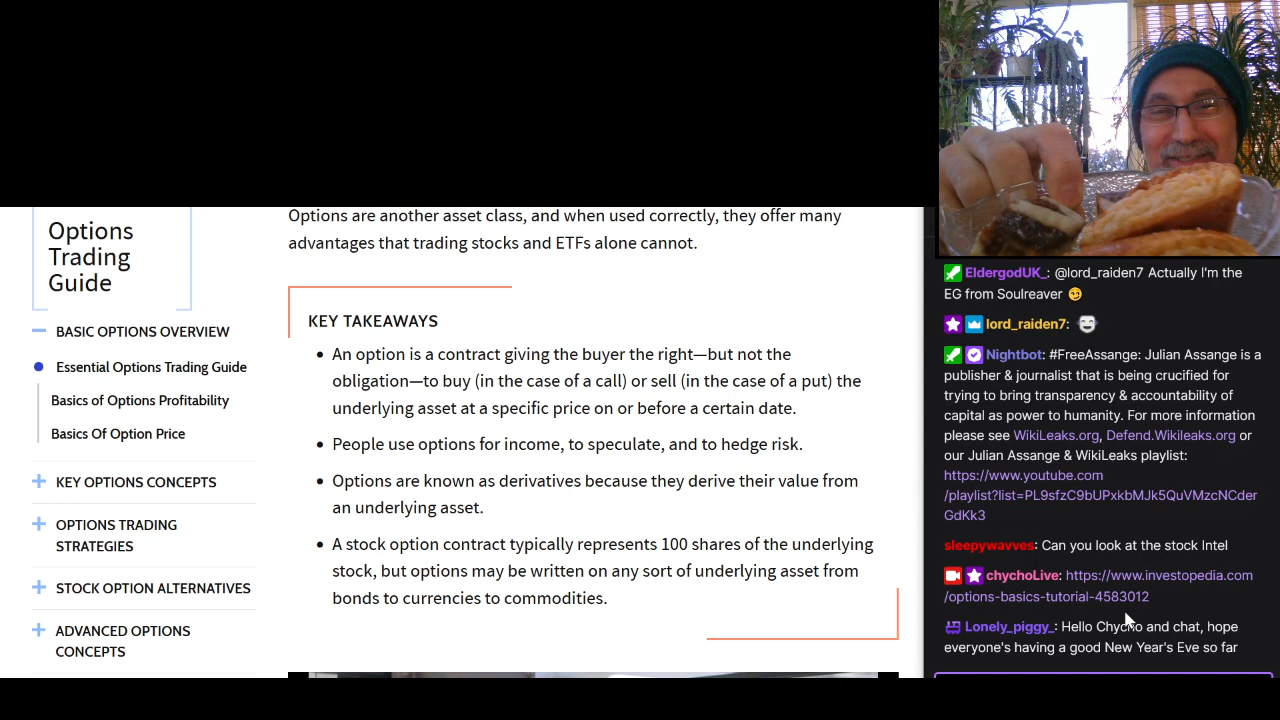 Options
Trading
Guide
BASIC OPTIONS OVERVIEW
Essential Options Trading Guide
Basics of Options Profitability
Basics Of Option Price
KEY OPTIONS CONCEPTS
OPTIONS TRADING
STRATEGIES
STOCK OPTION ALTERNATIVES
ADVANCED OPTIONS
CONCEPTS
Options are another asset class, and when used correctly, they offer many
advantages that trading stocks and ETFs alone cannot.
KEY TAKEAWAYS
• An option is a contract giving the buyer the right—but not the
obligation—to buy (in the case of a call) or sell (in the case of a put) the
underlying asset at a specific price on or before a certain date.
• People use options for income, to speculate, and to hedge risk.
• Options are known as derivatives because they derive their value from
an underlying asset.
• A stock option contract typically represents 100 shares of the underlying
stock, but options may be written on any sort of underlying asset from
bonds to currencies to commodities.
EldergodUK_: @lord_raiden7 Actually I'm the
EG from Soulreaver 😏
lord_raiden7:
Nightbot: #FreeAssange: Julian Assange is a
publisher & journalist that is being crucified for
trying to bring transparency & accountability of
capital as power to humanity. For more information
please see WikiLeaks.org, Defend.Wikileaks.org or
our Julian Assange & WikiLeaks playlist:
https://www.youtube.com
/playlist?list=PL9sfzC9bUPxkbMJk5QuVMzcNCder
GdKk3
sleepywavves: Can you look at the stock Intel
chychoLive: https://www.investopedia.com
/options-basics-tutorial-4583012
Lonely_piggy_: Hello Chycho and chat, hope
everyone's having a good New Year's Eve so far